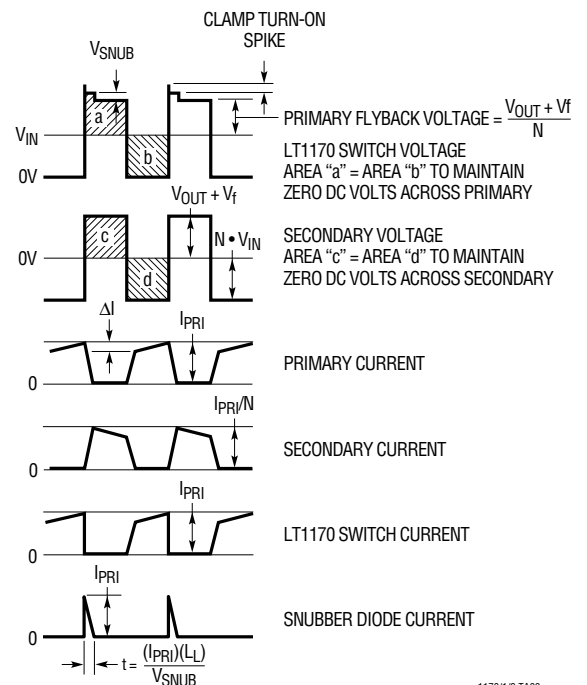 CLAMP TURN-ON
SPIKE
VSNUB
a
b
VIN
0V
PRIMARY FLYBACK VOLTAGE = VOUT + Vf
N
LT1170 SWITCH VOLTAGE
AREA “a” = AREA “b” TO MAINTAIN
ZERO DC VOLTS ACROSS PRIMARY
VOUT + Vf
c
d
0V
N • VIN
SECONDARY VOLTAGE
AREA “c” = AREA “d” TO MAINTAIN
ZERO DC VOLTS ACROSS SECONDARY
∆I
IPRI
0
PRIMARY CURRENT
IPRI/N
0
SECONDARY CURRENT
IPRI
0
LT1170 SWITCH CURRENT
IPRI
0
SNUBBER DIODE CURRENT
t = (IPRI)(LL)
VSNUB